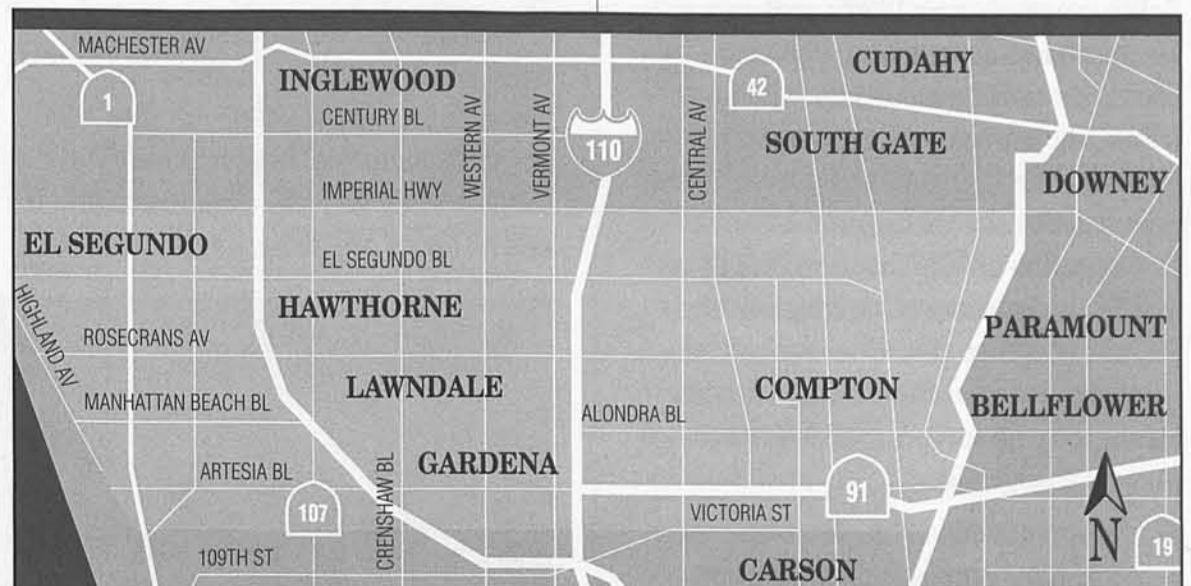 MACHESTER AV
CUDAHY
INGLEWOOD
1
42
CENTURY BL
WESTERN AV
VERMONT AV
110
CENTRAL AV
SOUTH GATE
IMPERIAL HWY
DOWNEY
EL SEGUNDO
EL SEGUNDO BL
HIGHLAND AV
HAWTHORNE
ROSECRANS AV
PARAMOUNT
LAWNDALE
COMPTON
MANHATTAN BEACH BL
ALONDRA BL
BELLFLOWER
ARTESIA BL
CRENSHAW BL
GARDENA
107
91
VICTORIA ST
N
19
109TH ST
CARSON